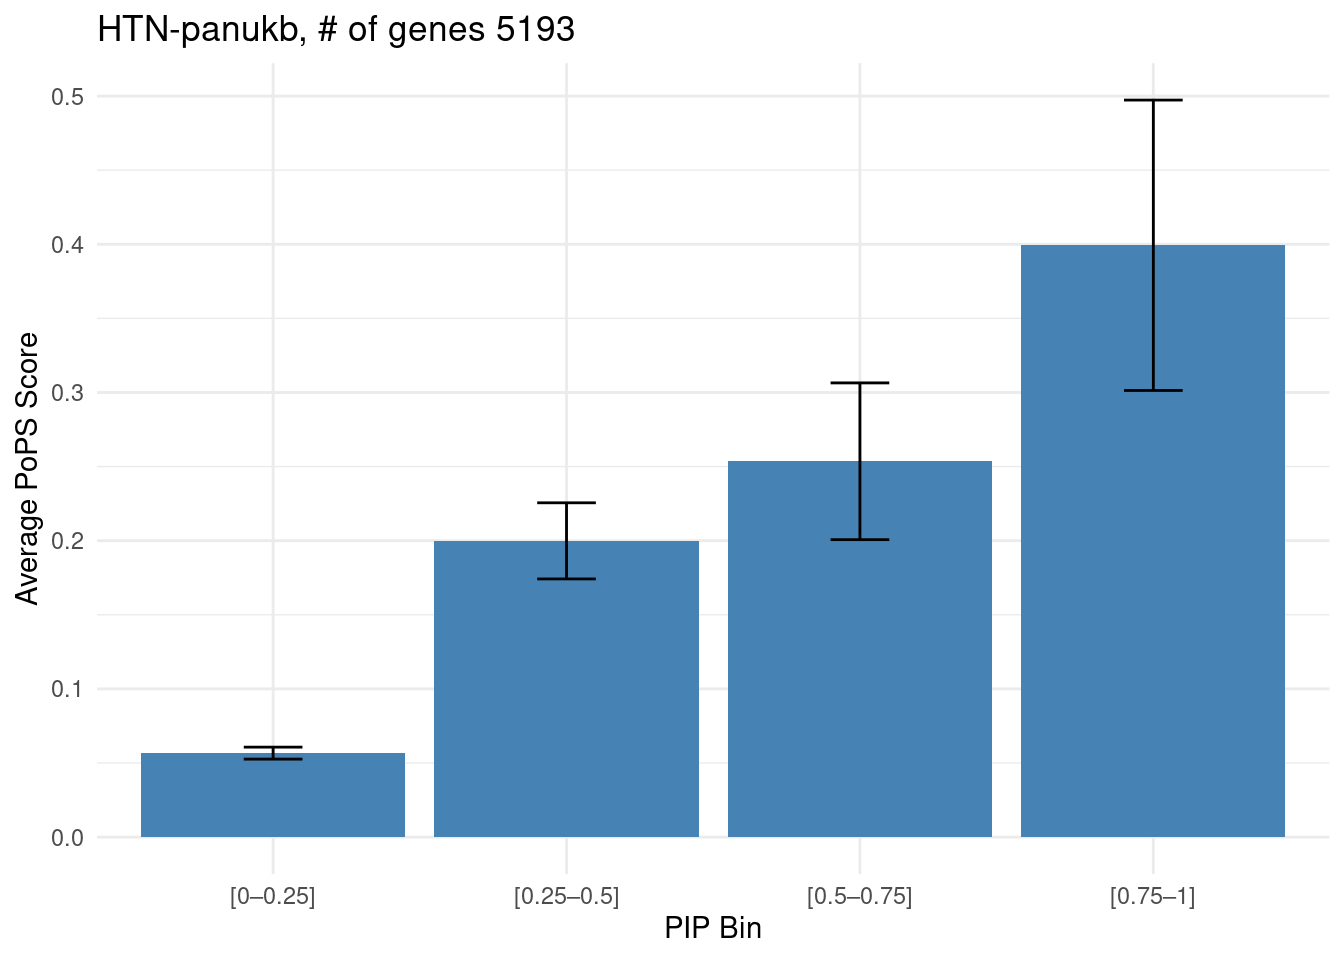 HTN-panukb, # of genes 5193
Average PoPS Score
0.5
0.4
0.3
0.2
0.1
0.0
[0–0.25] [0.25–0.5] [0.5–0.75] [0.75–1]
PIP Bin